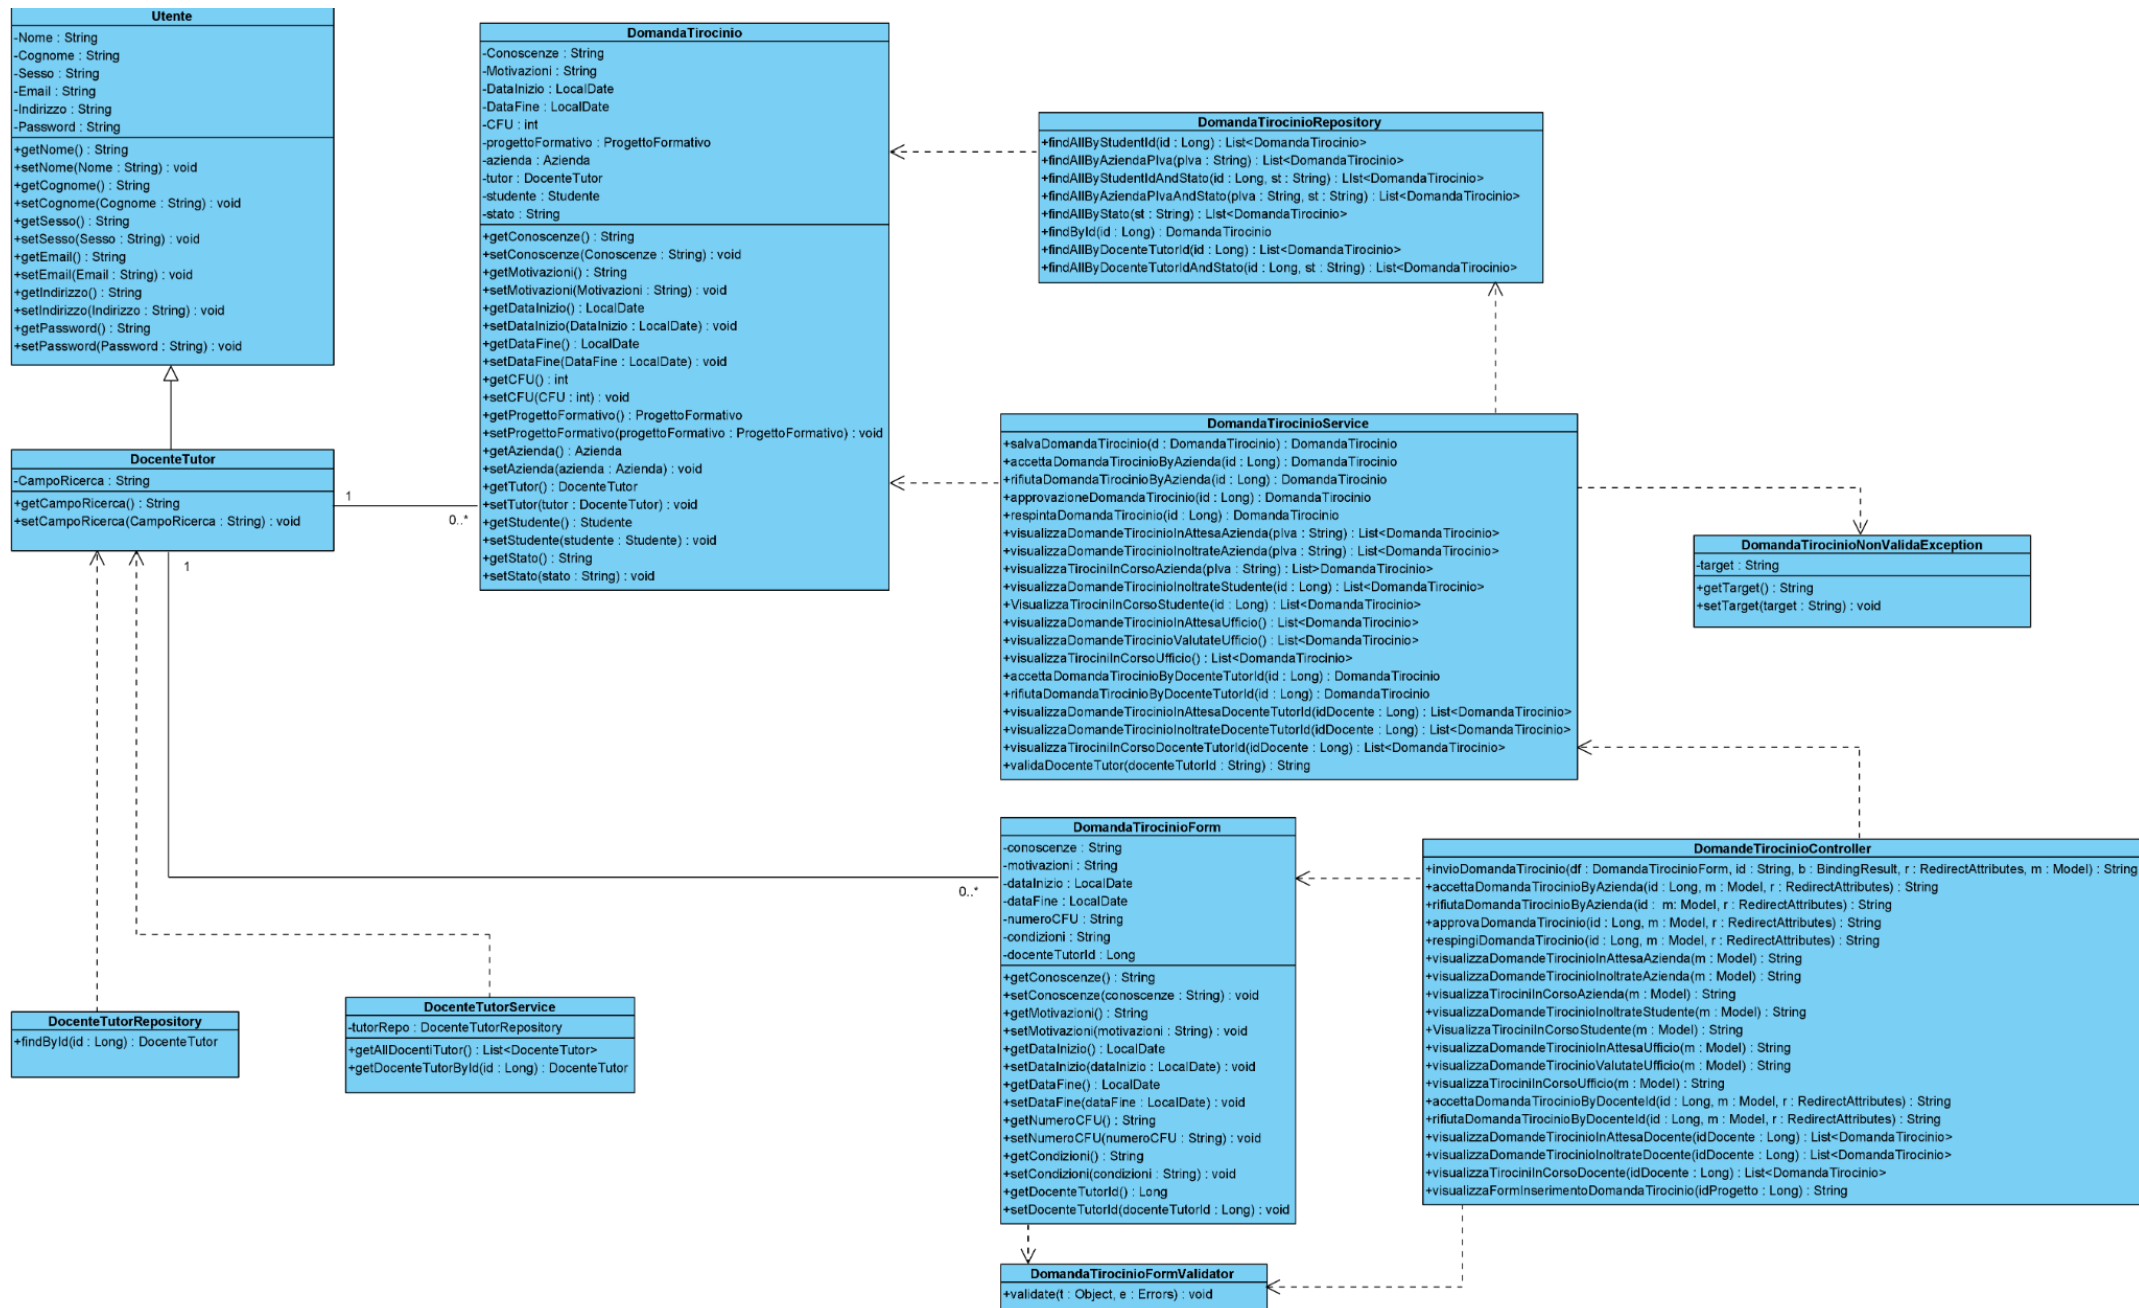 Utente
-Nome : String
-Cognome : String
-Sesso : String
-Email : String
-Indirizzo : String
-Password : String
+getNome() : String
+setNome(Nome : String) : void
+getCognome() : String
+setCognome(Cognome : String) : void
+getSesso() : String
+setSesso(Sesso : String) : void
+getEmail() : String
+setEmail(Email : String) : void
+getIndirizzo() : String
+setIndirizzo(Indirizzo : String) : void
+getPassword() : String
+setPassword(Password : String) : void
DocenteTutor
-CampoRicerca : String
+getCampoRicerca() : String
+setCampoRicerca(CampoRicerca : String) : void
1
0..*
1
0..*
DomandaTirocinio
-Conoscenze : String
-Motivazioni : String
-DataInizio : LocalDate
-DataFine : LocalDate
-CFU : int
-progettoFormativo : ProgettoFormativo
-azienda : Azienda
-tutor : DocenteTutor
-studente : Studente
-stato : String
+getConoscenze() : String
+setConoscenze(Conoscenze : String) : void
+getMotivazioni() : String
+setMotivazioni(Motivazioni : String) : void
+getDataInizio() : LocalDate
+setDataInizio(DataInizio : LocalDate) : void
+getDataFine() : LocalDate
+setDataFine(DataFine : LocalDate) : void
+getCFU() : int
+setCFU(CFU : int) : void
+getProgettoFormativo() : ProgettoFormativo
+setProgettoFormativo(progettoFormativo : ProgettoFormativo) : void
+getAzienda() : Azienda
+setAzienda(azienda : Azienda) : void
+getTutor() : DocenteTutor
+setTutor(tutor : DocenteTutor) : void
+getStudente() : Studente
+setStudente(studente : Studente) : void
+getStato() : String
+setStato(stato : String) : void
DomandaTirocinioRepository
+findAllByStudentId(id : Long) : List<DomandaTirocinio>
+findAllByAziendaPIva(pIva : String) : List<DomandaTirocinio>
+findAllByStudentIdAndStato(id : Long, st : String) : LIst<DomandaTirocinio>
+findAllByAziendaPIvaAndStato(pIva : String, st : String) : List<DomandaTirocinio>
+findAllByStato(st : String) : LIst<DomandaTirocinio>
+findById(id : Long) : DomandaTirocinio
+findAllByDocenteTutorId(id : Long) : List<DomandaTirocinio>
+findAllByDocenteTutorIdAndStato(id : Long, st : String) : List<DomandaTirocinio>
DomandaTirocinioService
+salvaDomandaTirocinio(d : DomandaTirocinio) : DomandaTirocinio
+accettaDomandaTirocinioByAzienda(id : Long) : DomandaTirocinio
+rifiutaDomandaTirocinioByAzienda(id : Long) : DomandaTirocinio
+approvazioneDomandaTirocinio(id : Long) : DomandaTirocinio
+respintaDomandaTirocinio(id : Long) : DomandaTirocinio
+visualizzaDomandeTirocinioInAttesaAzienda(pIva : String) : List<DomandaTirocinio>
+visualizzaDomandeTirocinioInoltrateAzienda(pIva : String) : List<DomandaTirocinio>
+visualizzaTirociniInCorsoAzienda(pIva : String) : List>DomandaTirocinio>
+visualizzaDomandeTirocinioInoltrateStudente(id : Long) : List<DomandaTirocinio>
+VisualizzaTirociniInCorsoStudente(id : Long) : List<DomandaTirocinio>
+visualizzaDomandeTirocinioInAttesaUfficio() : List<DomandaTirocinio>
+visualizzaDomandeTirocinioValutateUfficio() : List<DomandaTirocinio>
+visualizzaTirociniInCorsoUfficio() : List<DomandaTirocinio>
+accettaDomandaTirocinioByDocenteTutorId(id : Long) : DomandaTirocinio
+rifiutaDomandaTirocinioByDocenteTutorId(id : Long) : DomandaTirocinio
+visualizzaDomandeTirocinioInAttesaDocenteTutorId(idDocente : Long) : List<DomandaTirocinio>
+visualizzaDomandeTirocinioInoltrateDocenteTutorId(idDocente : Long) : List<DomandaTirocinio>
+visualizzaTirociniInCorsoDocenteTutorId(idDocente : Long) : List<DomandaTirocinio>
+validaDocenteTutor(docenteTutorId : String) : String
DomandaTirocinioNonValidaException
-target : String
+getTarget() : String
+setTarget(target : String) : void
DomandaTirocinioForm
-conoscenze : String
-motivazioni : String
-dataInizio : LocalDate
-dataFine : LocalDate
-numeroCFU : String
-condizioni : String
-docenteTutorId : Long
+getConoscenze() : String
+setConoscenze(conoscenze : String) : void
+getMotivazioni() : String
+setMotivazioni(motivazioni : String) : void
+getDataInizio() : LocalDate
+setDataInizio(dataInizio : LocalDate) : void
+getDataFine() : LocalDate
+setDataFine(dataFine : LocalDate) : void
+getNumeroCFU() : String
+setNumeroCFU(numeroCFU : String) : void
+getCondizioni() : String
+setCondizioni(condizioni : String) : void
+getDocenteTutorId() : Long
+setDocenteTutorId(docenteTutorId : Long) : void
DomandeTirocinioController
+invioDomandaTirocinio(df : DomandaTirocinioForm, id : String, b : BindingResult, r : RedirectAttributes, m : Model) : String
+accettaDomandaTirocinioByAzienda(id : Long, m : Model, r : RedirectAttributes) : String
+rifiutaDomandaTirocinioByAzienda(id : m: Model, r : RedirectAttributes) : String
+approvaDomandaTirocinio(id : Long, m : Model, r : RedirectAttributes) : String
+respingiDomandaTirocinio(id : Long, m : Model, r : RedirectAttributes) : String
+visualizzaDomandeTirocinioInAttesaAzienda(m : Model) : String
+visualizzaDomandeTirocinioInoltrateAzienda(m : Model) : String
+visualizzaTirociniInCorsoAzienda(m : Model) : String
+visualizzaDomandeTirocinioInoltrateStudente(m : Model) : String
+VisualizzaTirociniInCorsoStudente(m : Model) : String
+visualizzaDomandeTirocinioInAttesaUfficio(m : Model) : String
+visualizzaDomandeTirocinioValutateUfficio(m : Model) : String
+visualizzaTirociniInCorsoUfficio(m : Model) : String
+accettaDomandaTirocinioByDocenteId(id : Long, m : Model, r : RedirectAttributes) : String
+rifiutaDomandaTirocinioByDocenteId(id : Long, m : Model, r : RedirectAttributes) : String
+visualizzaDomandeTirocinioInAttesaDocente(idDocente : Long) : List<DomandaTirocinio>
+visualizzaDomandeTirocinioInoltrateDocente(idDocente : Long) : List<DomandaTirocinio>
+visualizzaTirociniInCorsoDocente(idDocente : Long) : List<DomandaTirocinio>
+visualizzaFormInserimentoDomandaTirocinio(idProgetto : Long) : String
DocenteTutorRepository
+findById(id : Long) : DocenteTutor
DocenteTutorService
-tutorRepo : DocenteTutorRepository
+getAllDocentiTutor() : List<DocenteTutor>
+getDocenteTutorById(id : Long) : DocenteTutor
DomandaTirocinioFormValidator
+validate(t : Object, e : Errors) : void